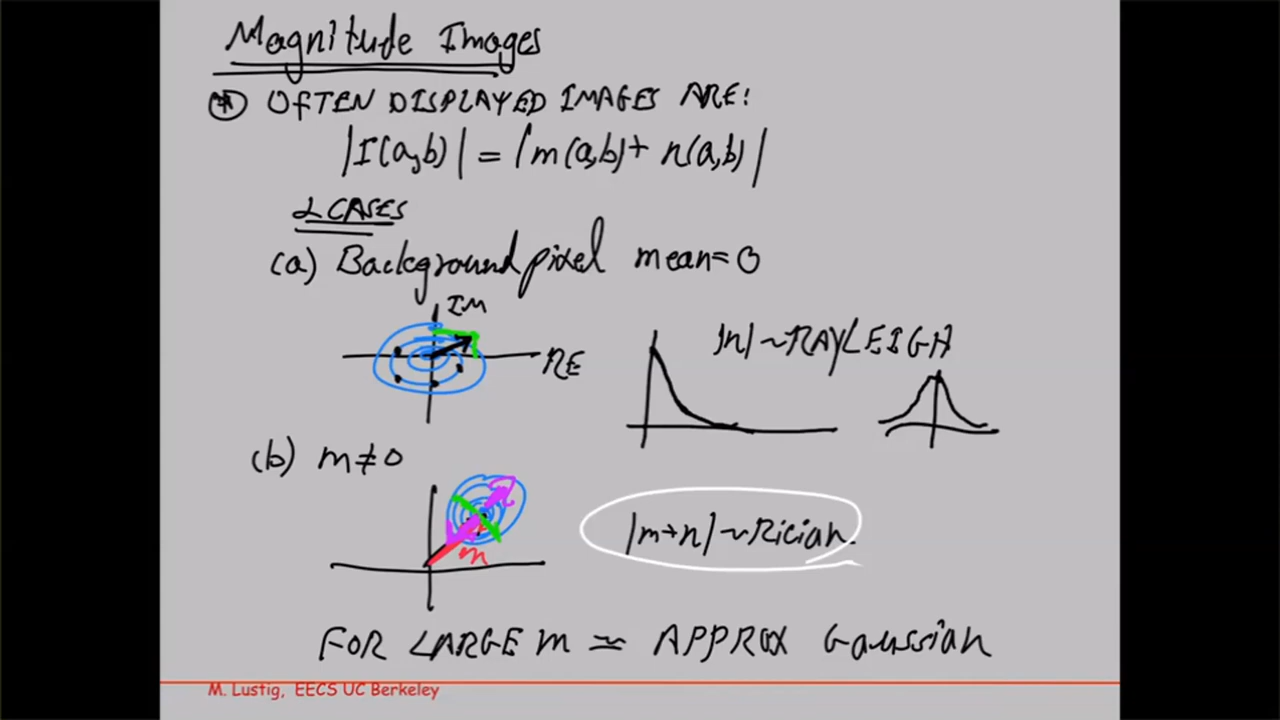 Magnitude Images
* OFTEN DISPLAYED IMAGES ARE:
|I(a,b)| = |m(a,b)+ n(a,b)|
2 CASES
(a) Background pixel mean=0
IM
RE
|n| ~ RAYLEIGH
(b) m≠0
m
|m+n| ~ Rician.
FOR LARGE m ≃ APPROX Gaussian
M. Lustig, EECS UC Berkeley